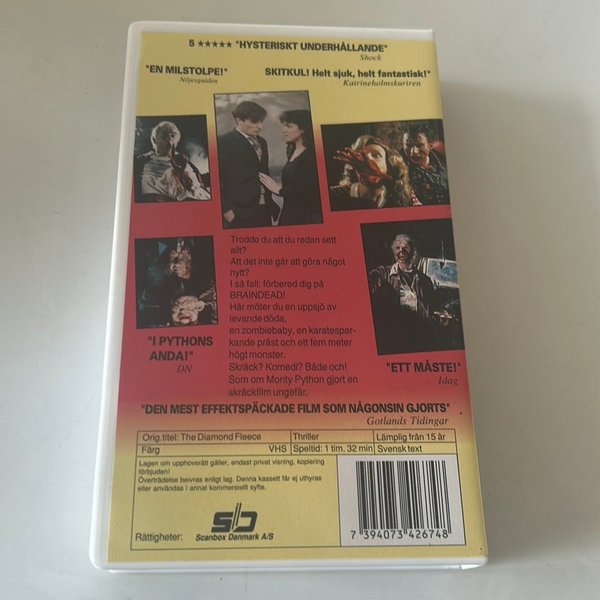 5 ★★★★★ "HYSTERISKT UNDERHÅLLANDE"
Shock
"EN MILSTOLPE!"
Nöjesguiden
SKITKUL! Helt sjuk, helt fantastisk!"
Katrineholmskuriren
Trodde du att du redan sett
allt?
Att det inte går att göra något
nytt?
I så fall: förbered dig på
BRAINDEAD!
Här möter du en uppsjö av
levande döda,
en zombiebaby, en karatespar-
kande präst och ett fem meter
högt monster.
Skräck? Komedi? Både och!
Som om Monty Python gjort en
skräckfilm ungefär.
"I PYTHONS
ANDA!"
DN
"ETT MÅSTE!"
Idag
"DEN MEST EFFEKTSPÄCKADE FILM SOM NÅGONSIN GJORTS"
Gotlands Tidingar
Orig.titel: The Diamond Fleece Thriller Lämplig från 15 år
Färg VHS Speltid: 1 tim. 32 min Svensk text
Lagen om upphovsrätt gäller, endast privat visning, kopiering
förbjuden!
Överträdelse beivras enligt lag. Denna kassett får ej uthyras
eller användas i annat kommersiellt syfte.
Rättigheter:
sb
Scanbox Danmark A/S
7 394073 426748